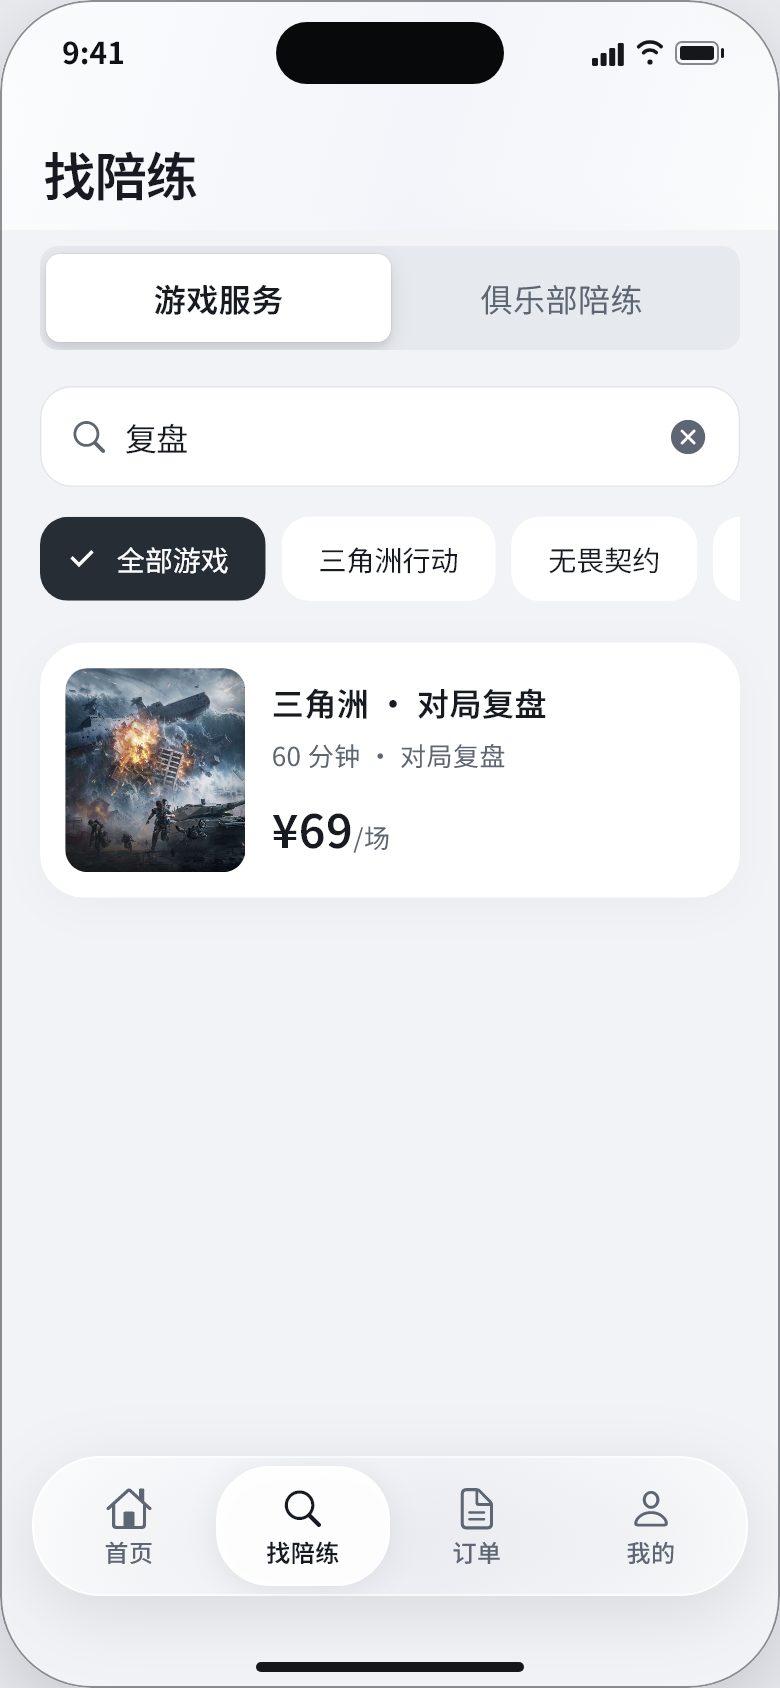 9:41
找陪练
游戏服务
俱乐部陪练
复盘
全部游戏
三角洲行动
无畏契约
三角洲 · 对局复盘
60 分钟 · 对局复盘
¥69/场
首页
找陪练
订单
我的